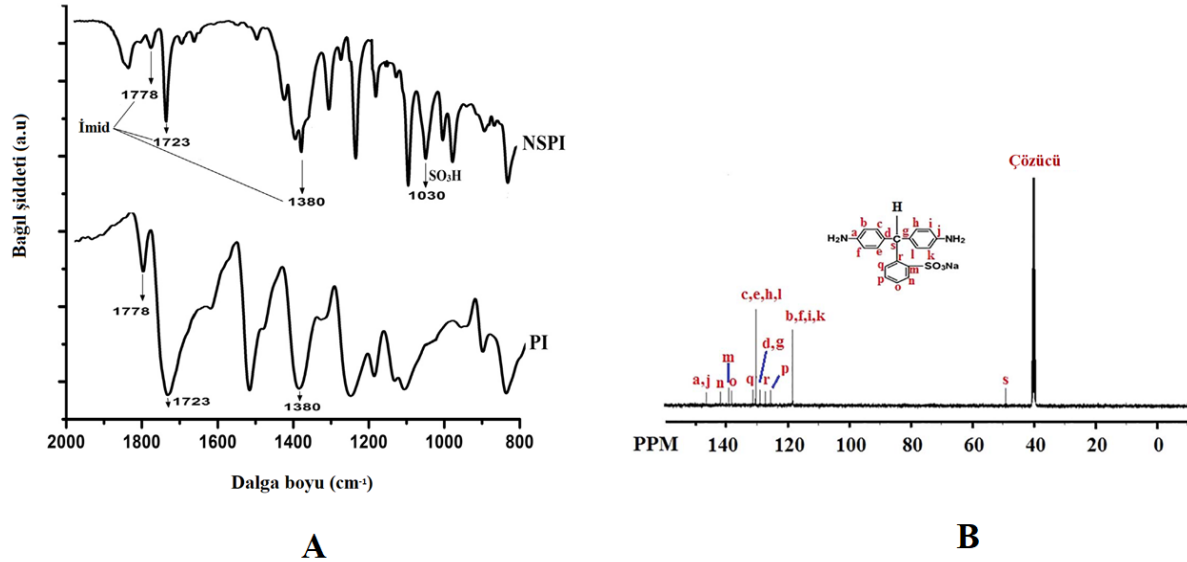 Bağıl şiddeti (a.u)
1778
İmid
1723
1380
SO₃H
1030
NSPI
1778
1723
1380
PI
2000 1800 1600 1400 1200 1000 800
Dalga boyu (cm⁻¹)
A
Çözücü
H
b c h i
H₂N a d g j NH₂
C
f e s l k
r
q m SO₃Na
p n
o
c,e,h,l
b,f,i,k
d,g
m p
a,j n o q r s
PPM 140 120 100 80 60 40 20 0
B